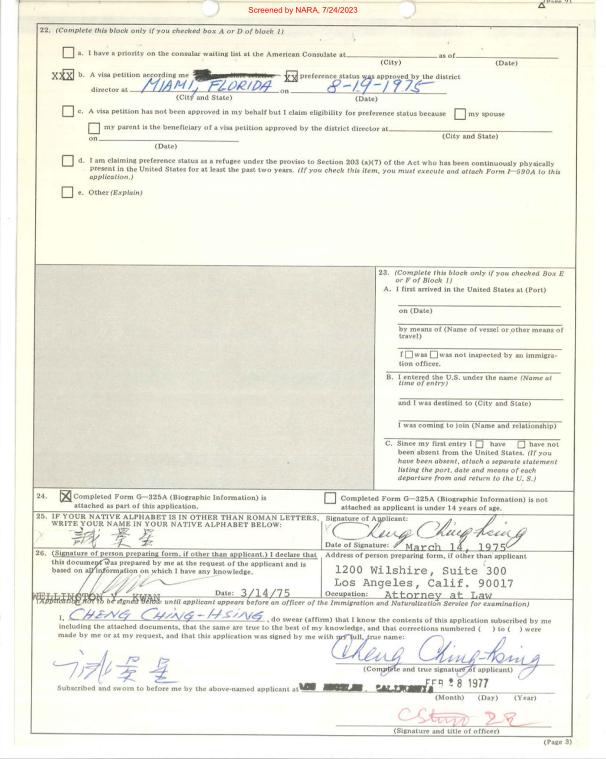 Screened by NARA, 7/24/2023
22. (Complete this block only if you checked box A or D of block 1)
a. I have a priority on the consular waiting list at the American Consulate at as of
(City) (Date)
XXX b. A visa petition according me XX preference status was approved by the district
director at MIAMI, FLORIDA on 8-19-1975
(City and State) (Date)
c. A visa petition has not been approved in my behalf but I claim eligibility for preference status because my spouse
my parent is the beneficiary of a visa petition approved by the district director at
(City and State)
on
(Date)
d. I am claiming preference status as a refugee under the proviso to Section 203 (a)(7) of the Act who has been continuously physically
present in the United States for at least the past two years. (If you check this item, you must execute and attach Form I-590A to this
application.)
e. Other (Explain)
23. (Complete this block only if you checked Box E
or F of Block 1)
A. I first arrived in the United States at (Port)
on (Date)
by means of (Name of vessel or other means of
travel)
I was was not inspected by an immigra-
tion officer.
B. I entered the U.S. under the name (Name at
time of entry)
and I was destined to (City and State)
I was coming to join (Name and relationship)
C. Since my first entry I have have not
been absent from the United States. (If you
have been absent, attach a separate statement
listing the port, date and means of each
departure from and return to the U. S.)
24. X Completed Form G-325A (Biographic Information) is
attached as part of this application.
Completed Form G-325A (Biographic Information) is not
attached as applicant is under 14 years of age.
25. IF YOUR NATIVE ALPHABET IS IN OTHER THAN ROMAN LETTERS,
WRITE YOUR NAME IN YOUR NATIVE ALPHABET BELOW:
誠景星
Signature of Applicant:
Cheng Ching-hsing
Date of Signature: March 14, 1975
26. (Signature of person preparing form, if other than applicant.) I declare that
this document was prepared by me at the request of the applicant and is
based on all information on which I have any knowledge.
WELLINGTON Y. KWAN Date: 3/14/75
Address of person preparing form, if other than applicant
1200 Wilshire, Suite 300
Los Angeles, Calif. 90017
Occupation: Attorney at Law
(Application not to be signed below until applicant appears before an officer of the Immigration and Naturalization Service for examination)
I, CHENG CHING-HSING, do swear (affirm) that I know the contents of this application subscribed by me
including the attached documents, that the same are true to the best of my knowledge, and that corrections numbered ( ) to ( ) were
made by me or at my request, and that this application was signed by me with my full, true name:
誠景星
Cheng Ching-hsing
(Complete and true signature of applicant)
Subscribed and sworn to before me by the above-named applicant at LOS ANGELES, CALIFORNIA FEB 28 1977
(Month) (Day) (Year)
(Signature and title of officer)
(Page 3)